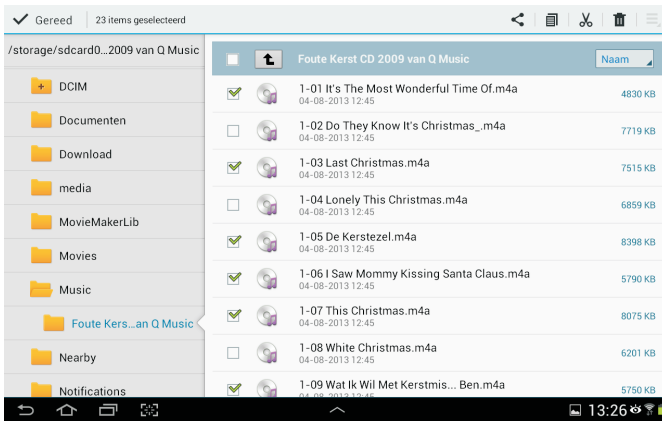 Gereed
23 items geselecteerd
/storage/sdcard0...2009 van Q Music
DCIM
Documenten
Download
media
MovieMakerLib
Movies
Music
Foute Kers...an Q Music
Nearby
Notifications
Foute Kerst CD 2009 van Q Music
Naam
1-01 It's The Most Wonderful Time Of.m4a
04-08-2013 12:45
4830 KB
1-02 Do They Know It's Christmas_.m4a
04-08-2013 12:45
7719 KB
1-03 Last Christmas.m4a
04-08-2013 12:45
7515 KB
1-04 Lonely This Christmas.m4a
04-08-2013 12:45
6859 KB
1-05 De Kerstezel.m4a
04-08-2013 12:45
8398 KB
1-06 I Saw Mommy Kissing Santa Claus.m4a
04-08-2013 12:45
5790 KB
1-07 This Christmas.m4a
04-08-2013 12:45
8075 KB
1-08 White Christmas.m4a
04-08-2013 12:45
6201 KB
1-09 Wat Ik Wil Met Kerstmis... Ben.m4a
04-08-2013 12:45
5750 KB
13:26